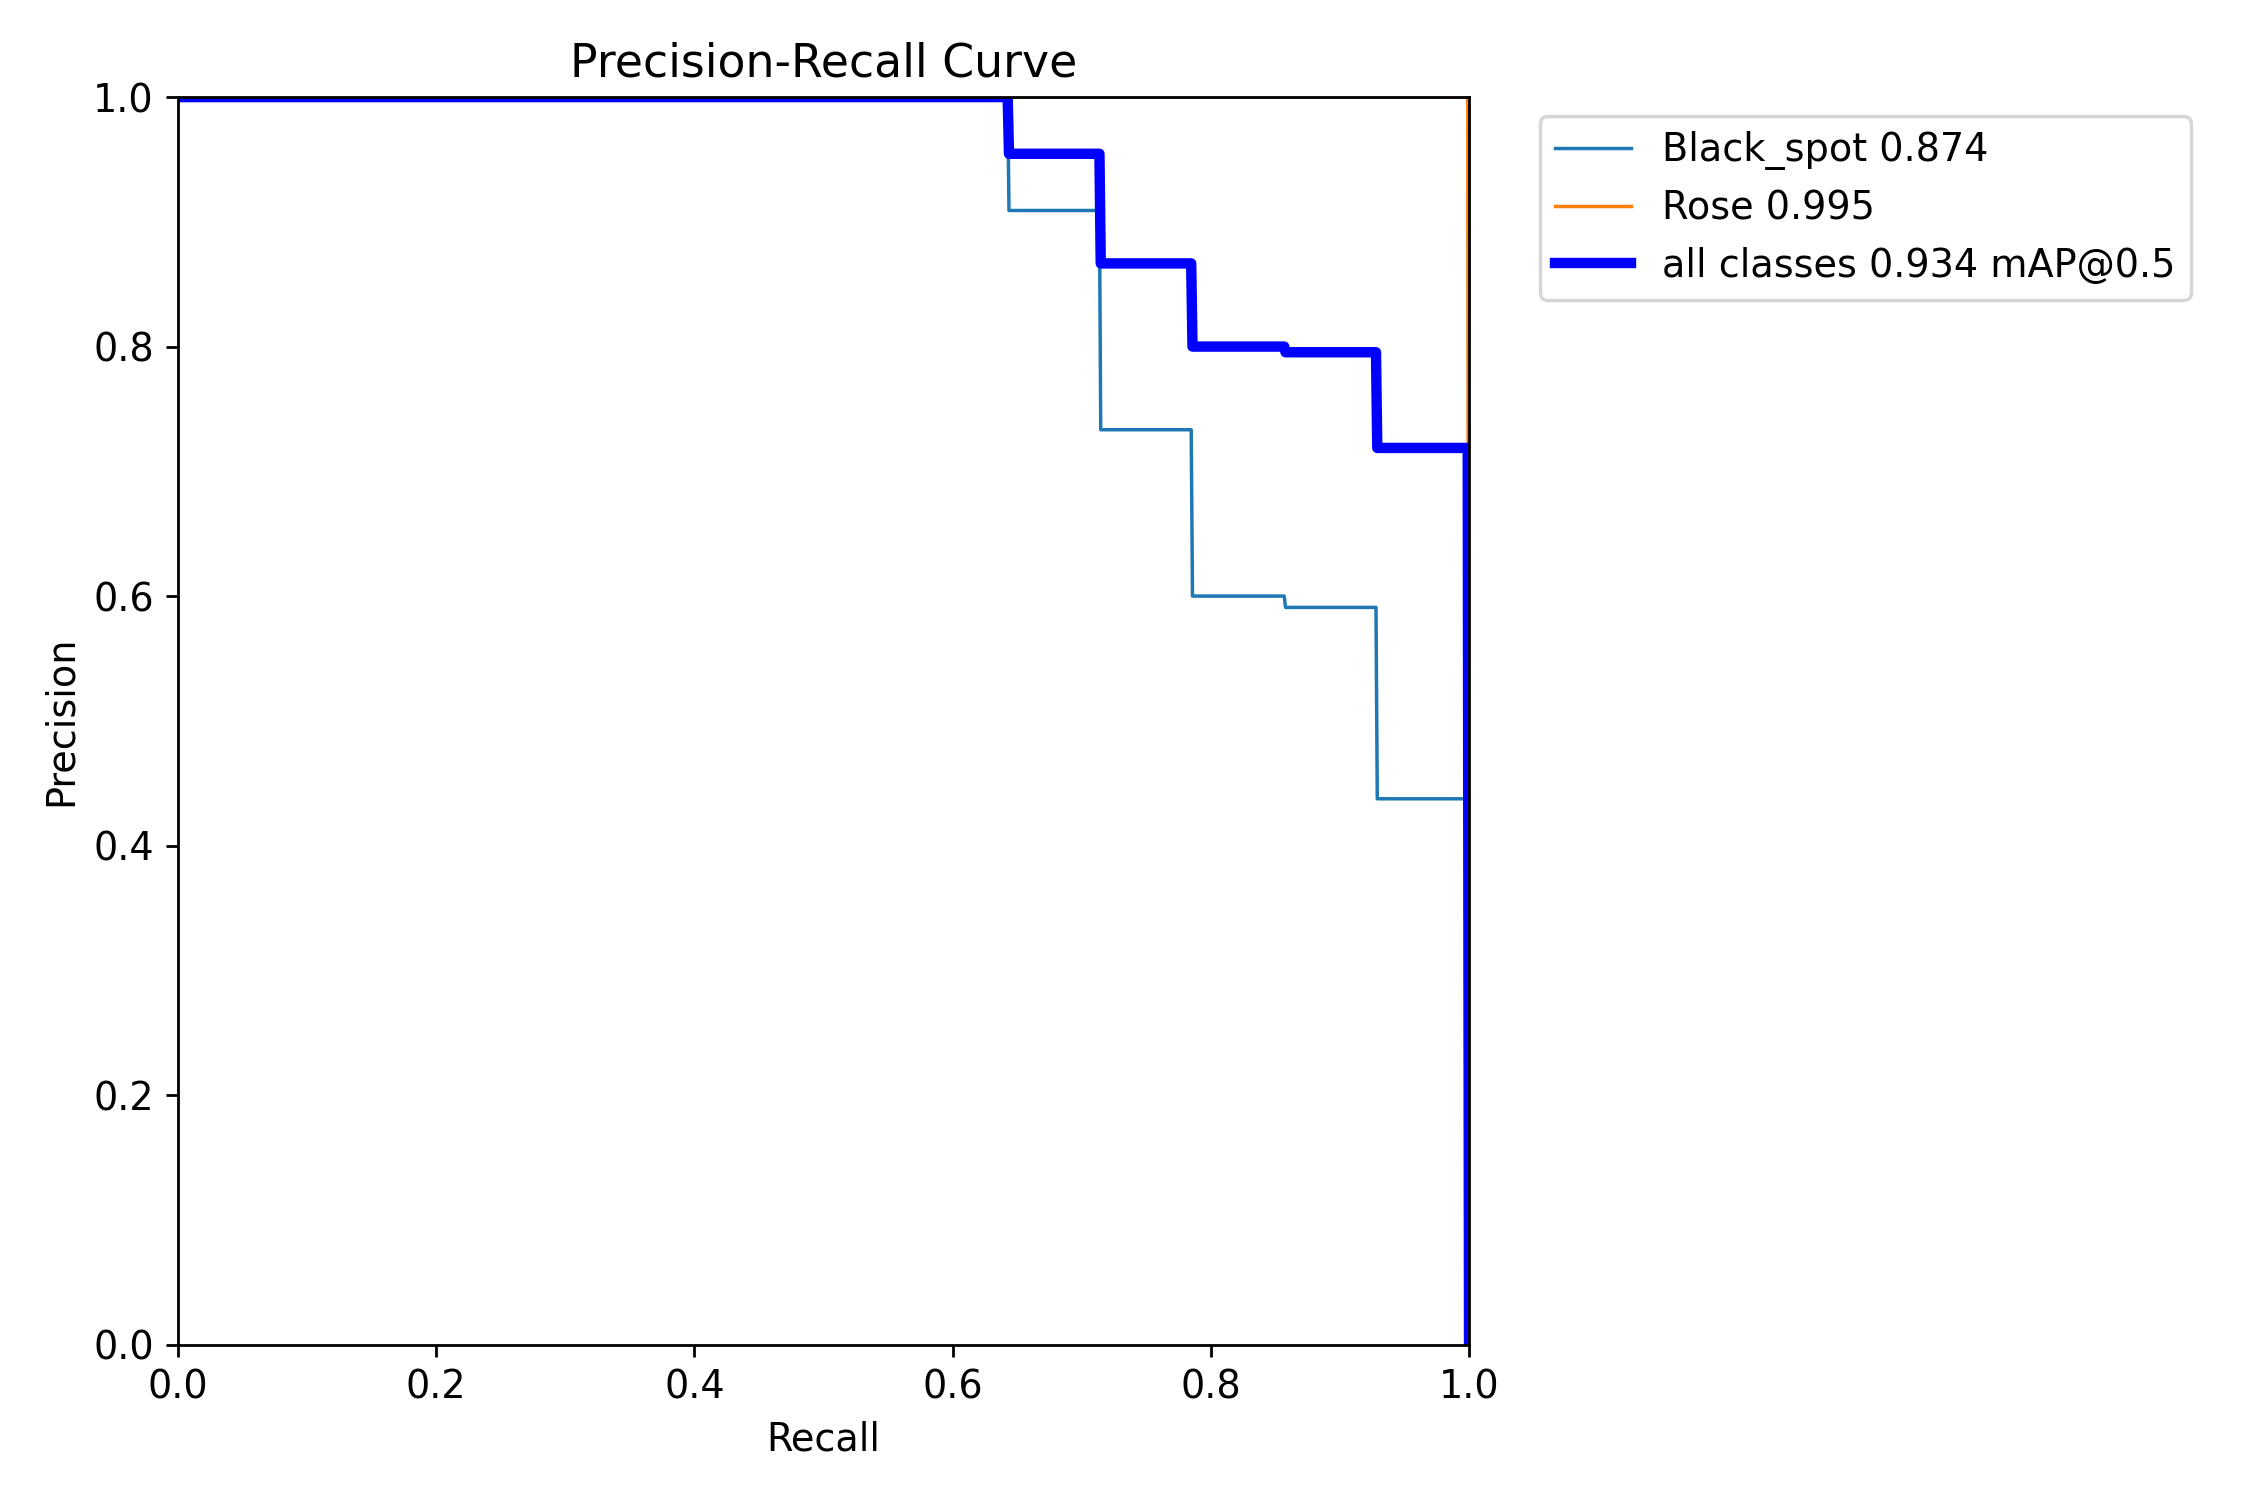 Precision-Recall Curve
1.0
0.8
0.6
0.4
0.2
0.0
Precision
0.0 0.2 0.4 0.6 0.8 1.0
Recall
Black_spot 0.874
Rose 0.995
all classes 0.934 mAP@0.5